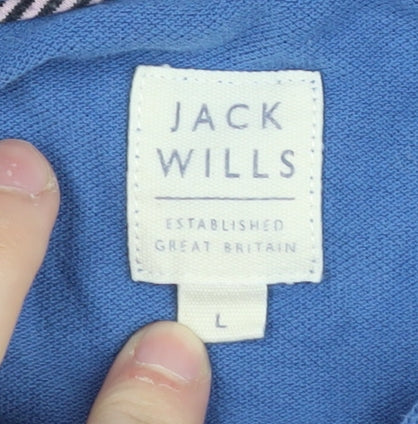 JACK
WILLS
ESTABLISHED
GREAT BRITAIN
L